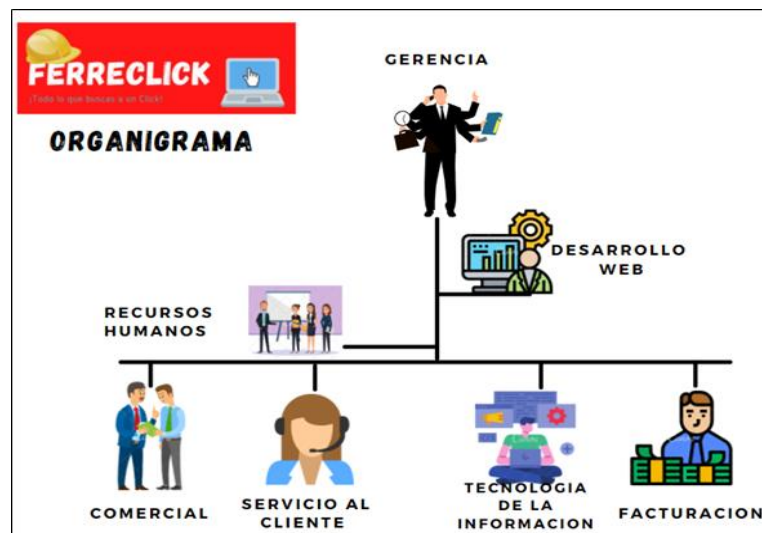 FERRECLICK
¡Todo lo que buscas a un Click!
ORGANIGRAMA
GERENCIA
DESARROLLO
WEB
RECURSOS
HUMANOS
COMERCIAL
SERVICIO AL
CLIENTE
TECNOLOGIA
DE LA
INFORMACION
FACTURACION